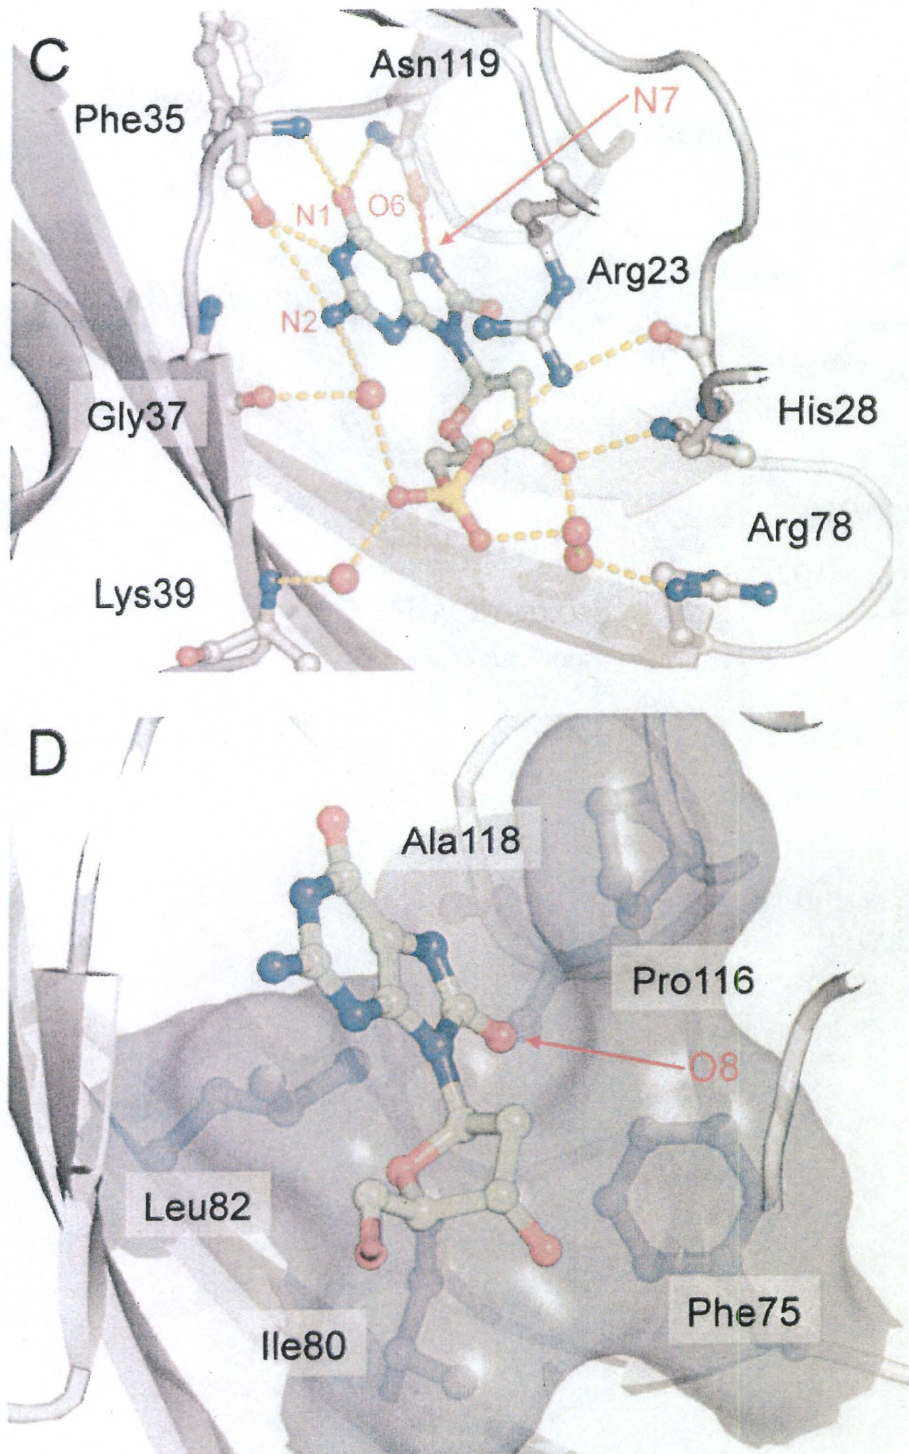 C
Asn119
Phe35
N7
N1
O6
Arg23
N2
Gly37
His28
Arg78
Lys39
D
Ala118
Pro116
O8
Leu82
Phe75
Ile80